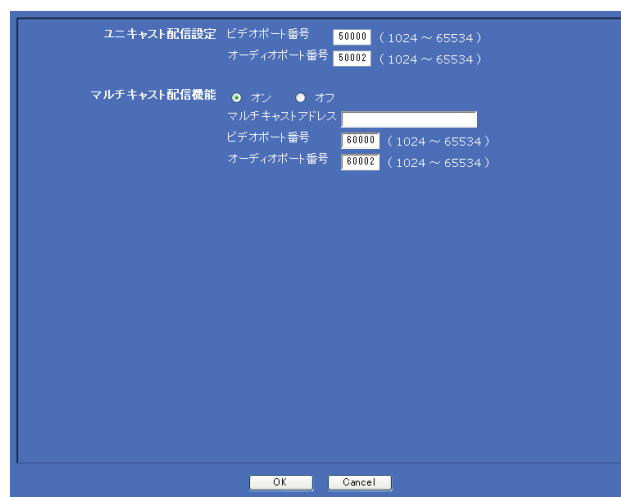 ユニキャスト配信設定 ビデオポート番号 50000 (1024 ~ 65534)
オーディオポート番号 50002 (1024 ~ 65534)
マルチキャスト配信機能 オン オフ
マルチキャストアドレス
ビデオポート番号 60000 (1024 ~ 65534)
オーディオポート番号 60002 (1024 ~ 65534)
OK Cancel